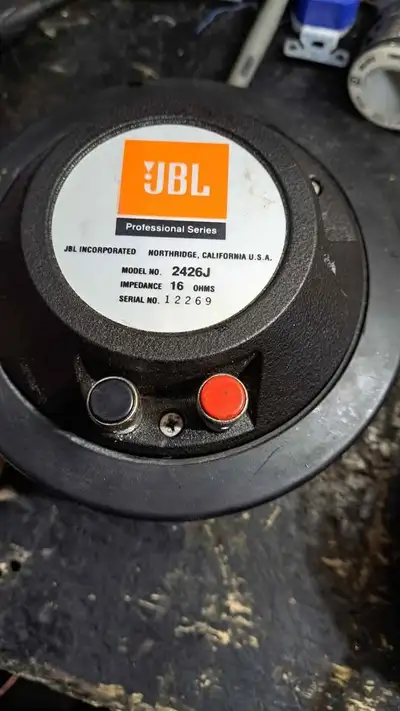 JBL
Professional Series
JBL INCORPORATED NORTHRIDGE, CALIFORNIA U.S.A.
MODEL NO. 2426J
IMPEDANCE 16 OHMS
SERIAL NO. 12269